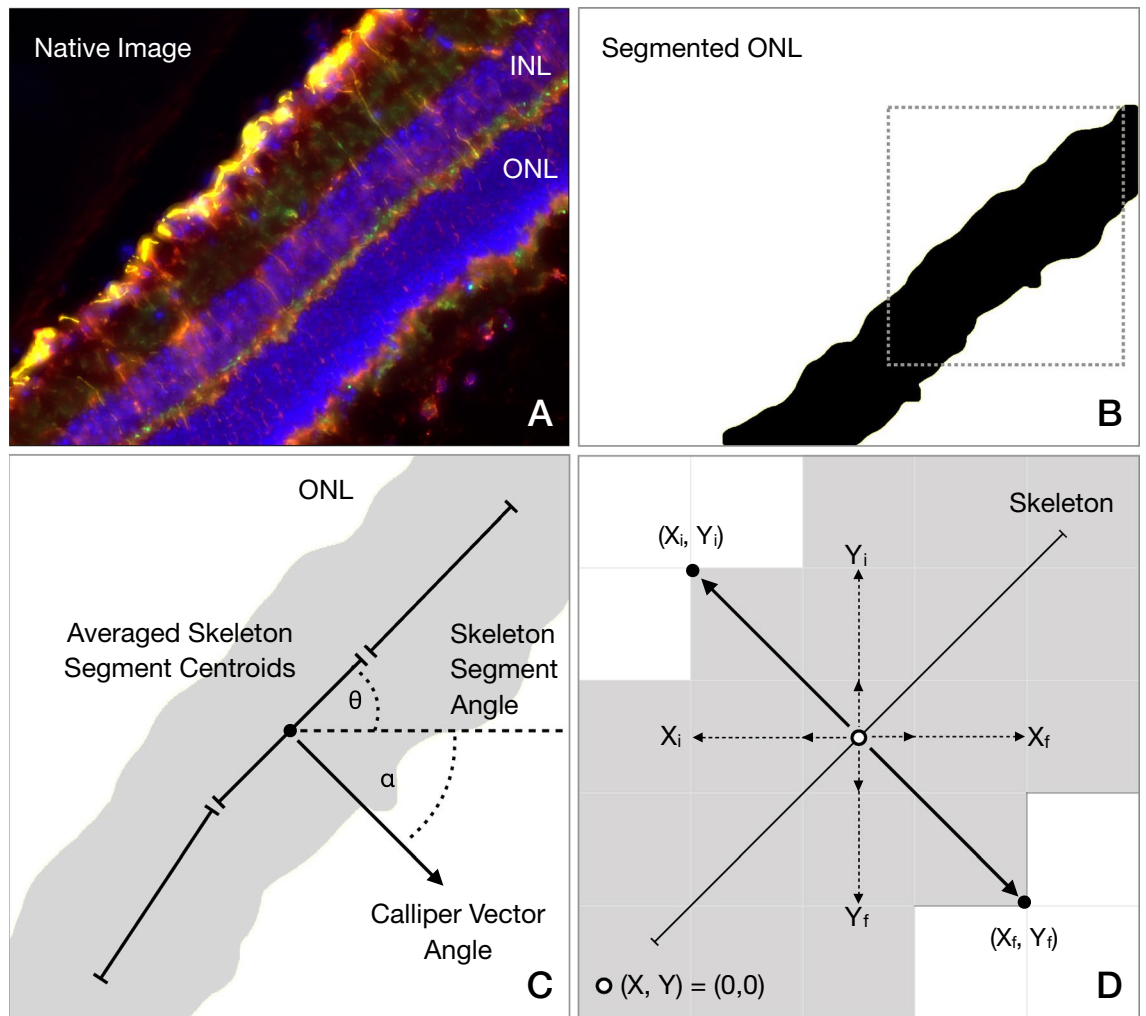 Native Image
INL
ONL
A
Segmented ONL
B
ONL
Averaged Skeleton
Segment Centroids
Skeleton
Segment
Angle
θ
α
Calliper Vector
Angle
C
Skeleton
(Xi, Yi)
Yi
Xi
Xf
Yf
(Xf, Yf)
(X, Y) = (0,0)
D